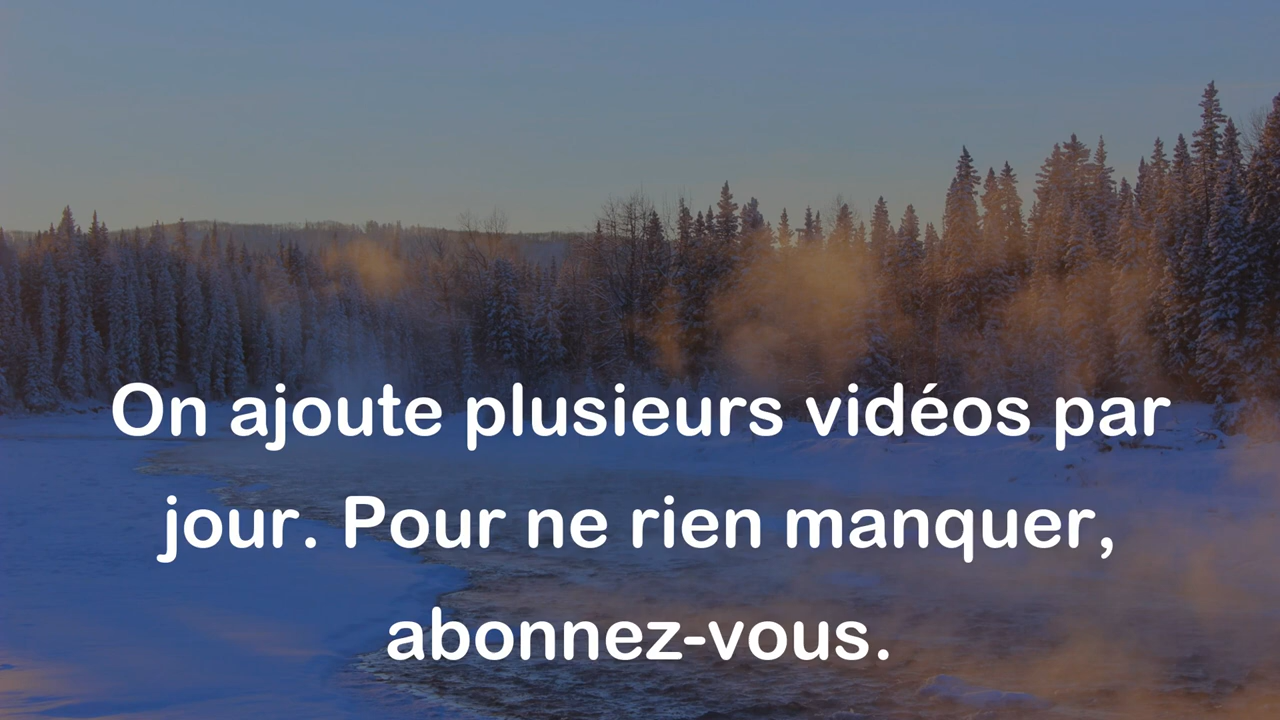 On ajoute plusieurs vidéos par
jour. Pour ne rien manquer,
abonnez-vous.